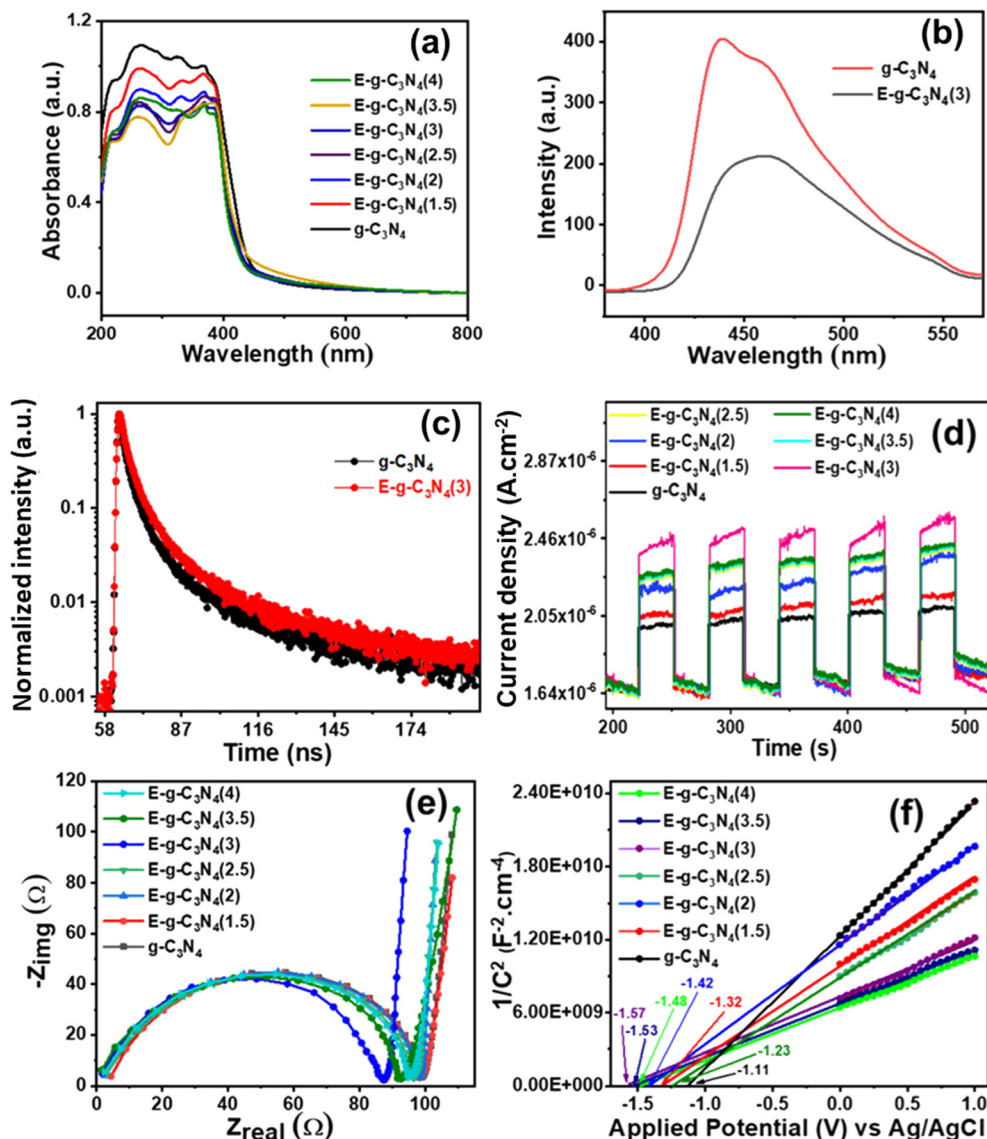 (a)
1.2
0.8
0.4
0.0
Absorbance (a.u.)
E-g-C₃N₄(4)
E-g-C₃N₄(3.5)
E-g-C₃N₄(3)
E-g-C₃N₄(2.5)
E-g-C₃N₄(2)
E-g-C₃N₄(1.5)
g-C₃N₄
200 400 600 800
Wavelength (nm)
(b)
400
300
200
100
0
Intensity (a.u.)
g-C₃N₄
E-g-C₃N₄(3)
400 450 500 550
Wavelength (nm)
(c)
1
0.1
0.01
0.001
Normalized intensity (a.u.)
g-C₃N₄
E-g-C₃N₄(3)
58 87 116 145 174
Time (ns)
(d)
E-g-C₃N₄(2.5) E-g-C₃N₄(4)
E-g-C₃N₄(2) E-g-C₃N₄(3.5)
E-g-C₃N₄(1.5) E-g-C₃N₄(3)
g-C₃N₄
2.87x10⁻⁶
2.46x10⁻⁶
2.05x10⁻⁶
1.64x10⁻⁶
Current density (A.cm⁻²)
200 300 400 500
Time (s)
(e)
120
100
80
60
40
20
0
-Zimg (Ω)
E-g-C₃N₄(4)
E-g-C₃N₄(3.5)
E-g-C₃N₄(3)
E-g-C₃N₄(2.5)
E-g-C₃N₄(2)
E-g-C₃N₄(1.5)
g-C₃N₄
0 20 40 60 80 100
Zreal (Ω)
(f)
2.40E+010
1.80E+010
1.20E+010
6.00E+009
0.00E+000
1/C² (F⁻².cm⁻⁴)
E-g-C₃N₄(4)
E-g-C₃N₄(3.5)
E-g-C₃N₄(3)
E-g-C₃N₄(2.5)
E-g-C₃N₄(2)
E-g-C₃N₄(1.5)
g-C₃N₄
-1.42
-1.48
-1.32
-1.57
-1.53
-1.23
-1.11
-1.5 -1.0 -0.5 0.0 0.5 1.0
Applied Potential (V) vs Ag/AgCl